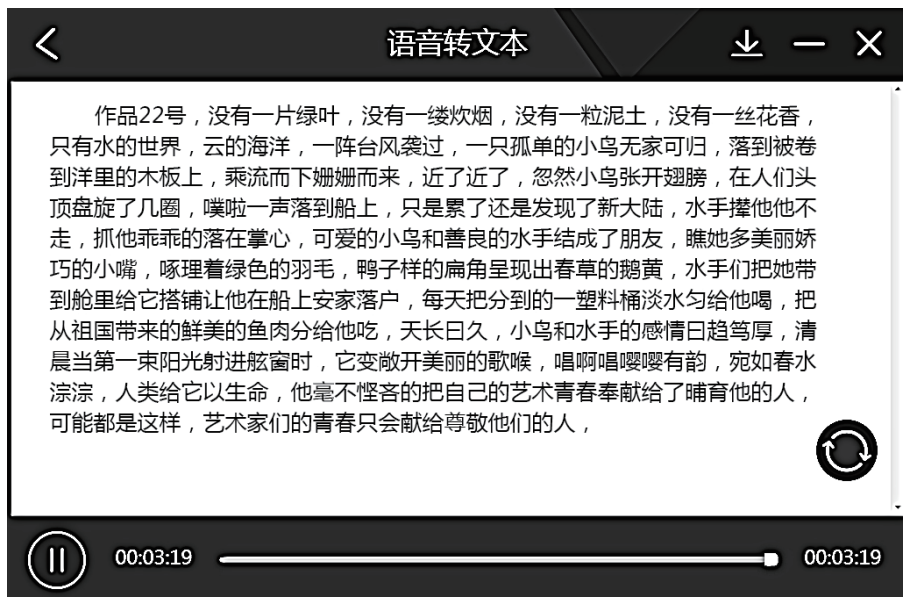 语音转文本
作品22号，没有一片绿叶，没有一缕炊烟，没有一粒泥土，没有一丝花香，
只有水的世界，云的海洋，一阵台风袭过，一只孤单的小鸟无家可归，落到被卷
到洋里的木板上，乘流而下姗姗而来，近了近了，忽然小鸟张开翅膀，在人们头
顶盘旋了几圈，噗啦一声落到船上，只是累了还是发现了新大陆，水手撵他他不
走，抓他乖乖的落在掌心，可爱的小鸟和善良的水手结成了朋友，瞧她多美丽娇
巧的小嘴，啄理着绿色的羽毛，鸭子样的扁角呈现出春草的鹅黄，水手们把她带
到舱里给它搭铺让他在船上安家落户，每天把分到的一塑料桶淡水匀给他喝，把
从祖国带来的鲜美的鱼肉分给他吃，天长日久，小鸟和水手的感情日趋笃厚，清
晨当第一束阳光射进舷窗时，它变敞开美丽的歌喉，唱啊唱嘤嘤有韵，宛如春水
淙淙，人类给它以生命，他毫不悭吝的把自己的艺术青春奉献给了哺育他的人，
可能都是这样，艺术家们的青春只会献给尊敬他们的人，
00:03:19
00:03:19